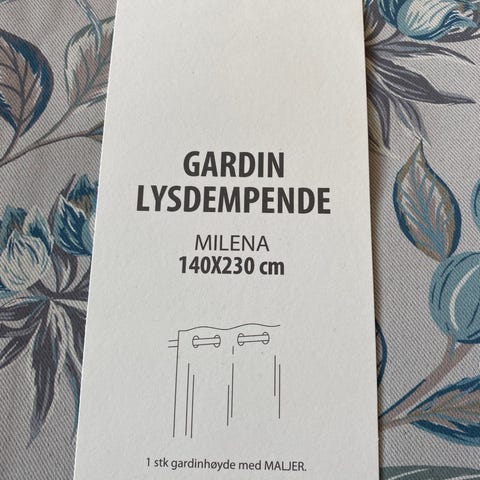 GARDIN
LYSDEMPENDE
MILENA
140X230 cm
1 stk gardinhøyde med MALJER.